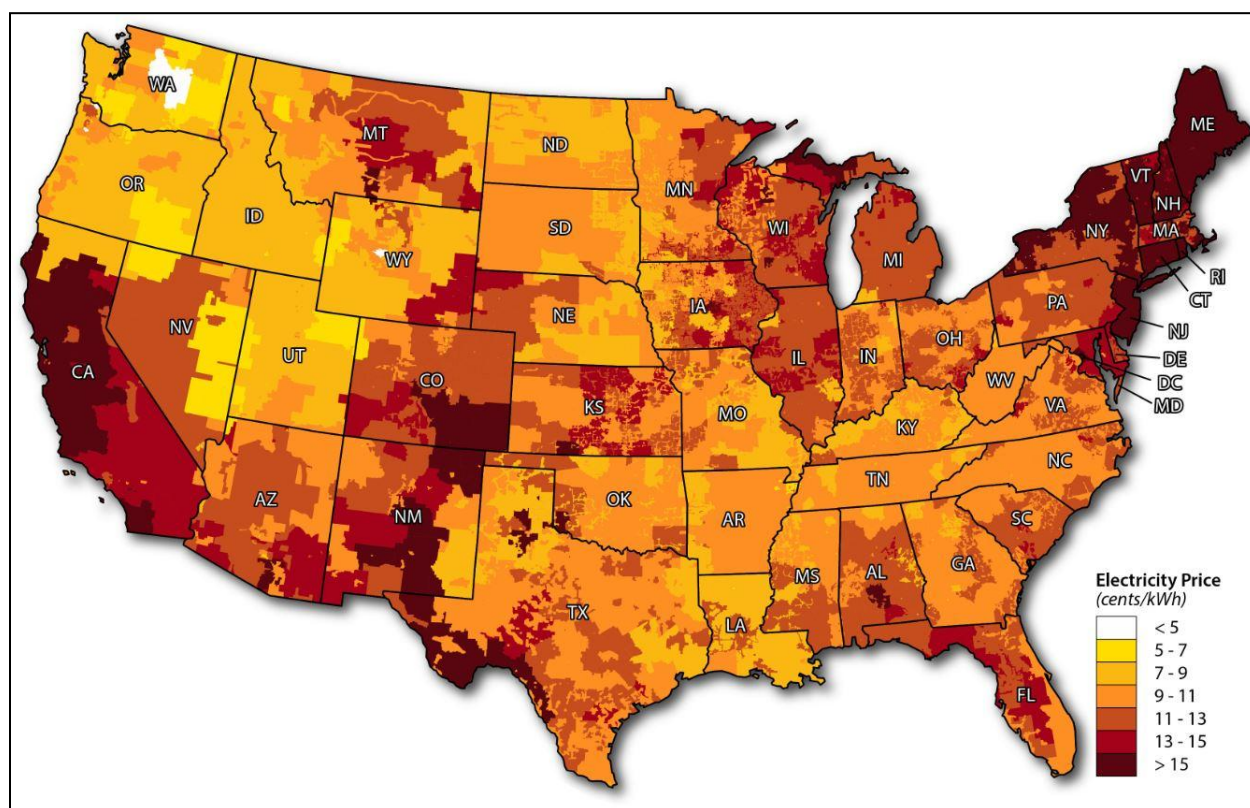 WA
MT
ND
MN
ME
OR
ID
SD
WI
VT
NH
WY
MI
NY
MA
RI
CT
NE
IA
PA
NJ
NV
UT
IL
IN
OH
DE
CA
CO
DC
MD
KS
MO
WV
VA
KY
AZ
NM
OK
TN
NC
AR
SC
MS
AL
GA
TX
LA
FL
Electricity Price
(cents/kWh)
< 5
5 - 7
7 - 9
9 - 11
11 - 13
13 - 15
> 15